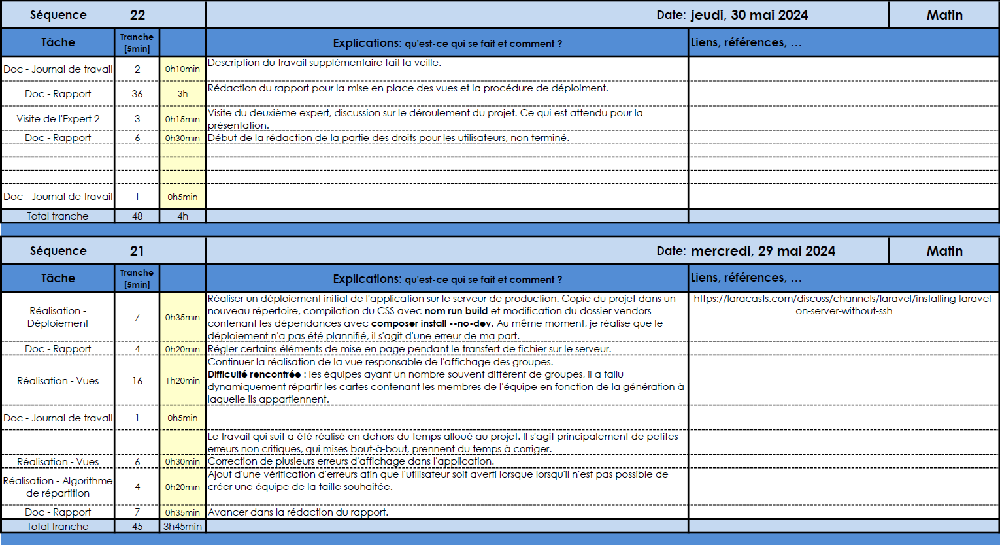 Séquence 22 Date: jeudi, 30 mai 2024 Matin
Tâche Tranche [5min] Explications: qu'est-ce qui se fait et comment ? Liens, références, …
Doc - Journal de travail 2 0h10min Description du travail supplémentaire fait la veille.
Doc - Rapport 36 3h Rédaction du rapport pour la mise en place des vues et la procédure de déploiment.
Visite de l'Expert 2 3 0h15min Visite du deuxième expert, discussion sur le déroulement du projet. Ce qui est attendu pour la
présentation.
Doc - Rapport 6 0h30min Début de la rédaction de la partie des droits pour les utilisateurs, non terminé.
Doc - Journal de travail 1 0h5min
Total tranche 48 4h
Séquence 21 Date: mercredi, 29 mai 2024 Matin
Tâche Tranche [5min] Explications: qu'est-ce qui se fait et comment ? Liens, références, …
Réalisation -
Déploiement
7 0h35min
Réaliser un déploiement initial de l'application sur le serveur de production. Copie du projet dans un
nouveau répertoire, compilation du CSS avec nom run build et modification du dossier vendors
contenant les dépendances avec composer install --no-dev. Au même moment, je réalise que le
déploiement n'a pas été plannifié, il s'agit d'une erreur de ma part.
https://laracasts.com/discuss/channels/laravel/installing-laravel-
on-server-without-ssh
Doc - Rapport 4 0h20min Régler certains éléments de mise en page pendant le transfert de fichier sur le serveur.
Réalisation - Vues 16 1h20min
Continuer la réalisation de la vue responsable de l'affichage des groupes.
Difficulté rencontrée : les équipes ayant un nombre souvent différent de groupes, il a fallu
dynamiquement répartir les cartes contenant les membres de l'équipe en fonction de la génération à
laquelle ils appartiennent.
Doc - Journal de travail 1 0h5min
Le travail qui suit a été réalisé en dehors du temps alloué au projet. Il s'agit principalement de petites
erreurs non critiques, qui mises bout-à-bout, prennent du temps à corriger.
Réalisation - Vues 6 0h30min Correction de plusieurs erreurs d'affichage dans l'application.
Réalisation - Algorithme
de répartition
4 0h20min
Ajout d'une vérification d'erreurs afin que l'utilisateur soit averti lorsque lorsqu'il n'est pas possible de
créer une équipe de la taille souhaitée.
Doc - Rapport 7 0h35min Avancer dans la rédaction du rapport.
Total tranche 45 3h45min